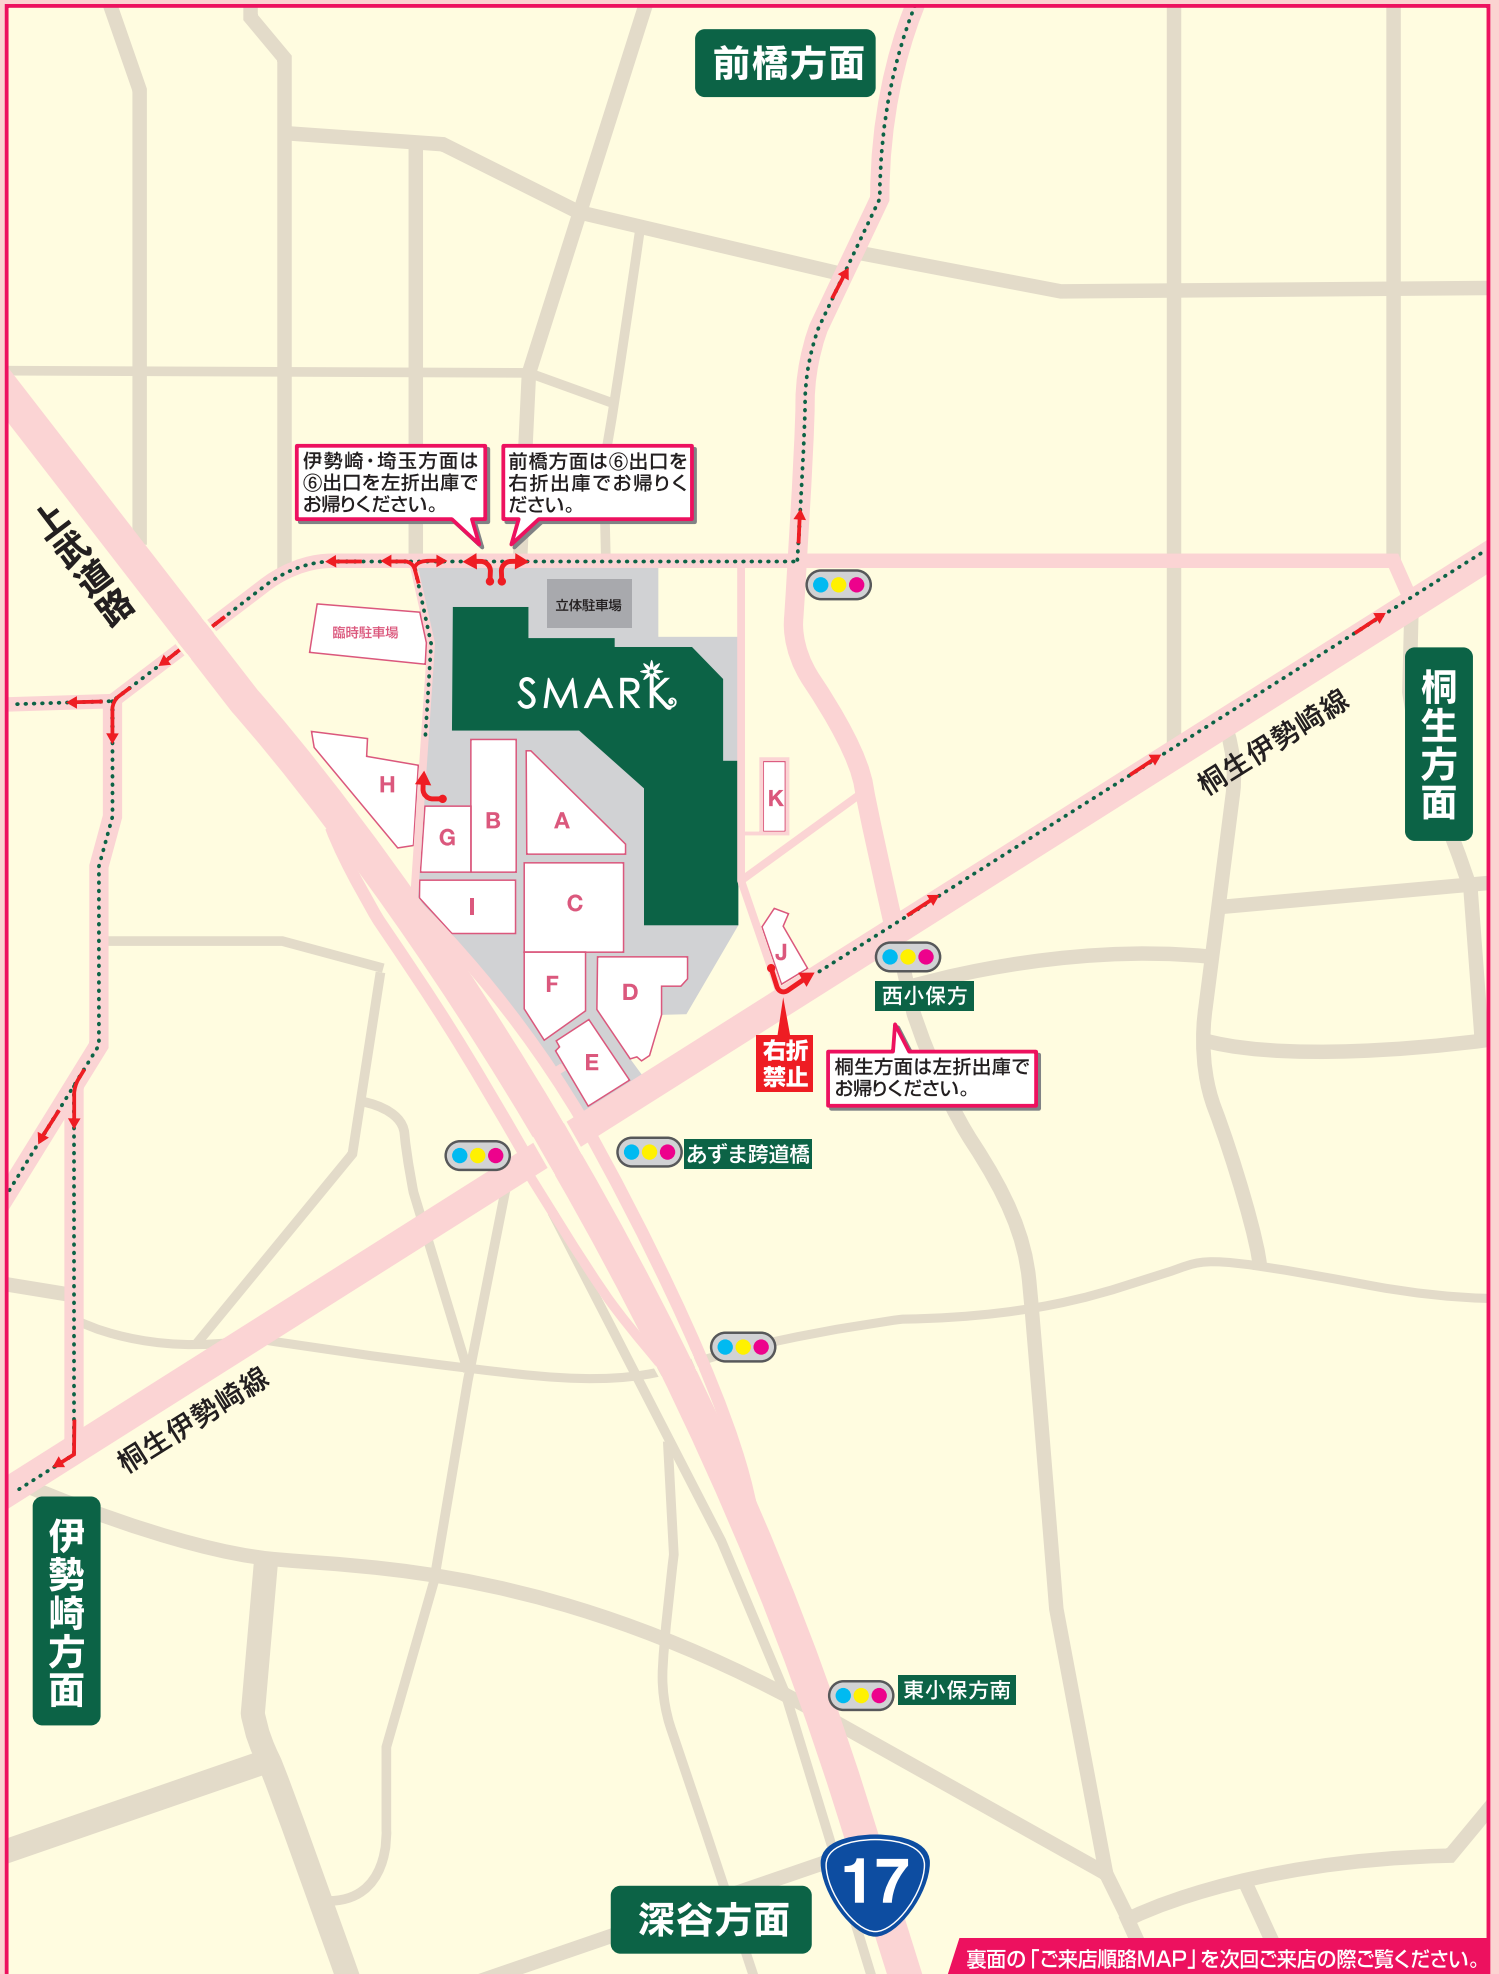 前橋方面
伊勢崎・埼玉方面は
⑥出口を左折出庫で
お帰りください。
前橋方面は⑥出口を
右折出庫でお帰りく
ださい。
上武道路
立体駐車場
臨時駐車場
SMARK
桐生方面
桐生伊勢崎線
H
K
B
A
G
C
I
J
F
D
西小保方
右折
禁止
E
桐生方面は左折出庫で
お帰りください。
あずま跨道橋
桐生伊勢崎線
伊勢崎方面
東小保方南
17
深谷方面
裏面の「ご来店順路MAP」を次回ご来店の際ご覧ください。